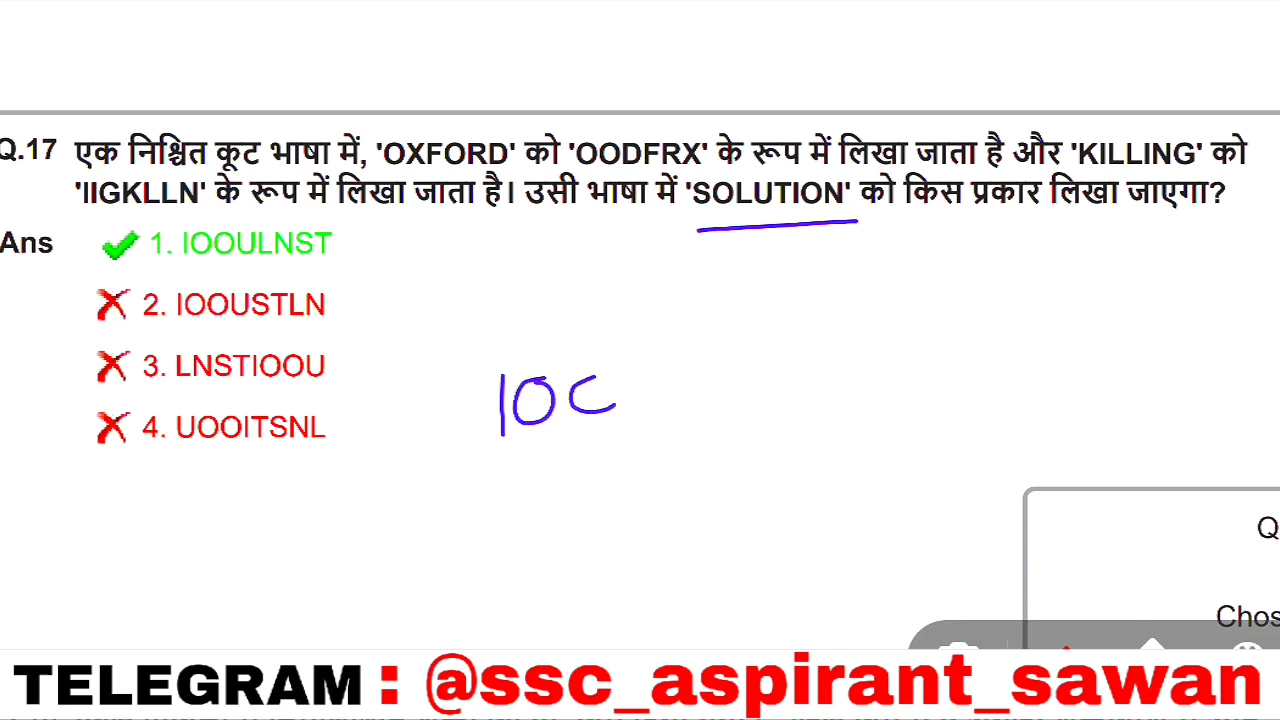 Q.17 एक निश्चित कूट भाषा में, 'OXFORD' को 'OODFRX' के रूप में लिखा जाता है और 'KILLING' को
'IIGKLLN' के रूप में लिखा जाता है। उसी भाषा में 'SOLUTION' को किस प्रकार लिखा जाएगा?
Ans 1. IOOULNST
2. IOOUSTLN
3. LNSTIOOU
4. UOOITSNL
IOC
Q
Chos
TELEGRAM : @ssc_aspirant_sawan